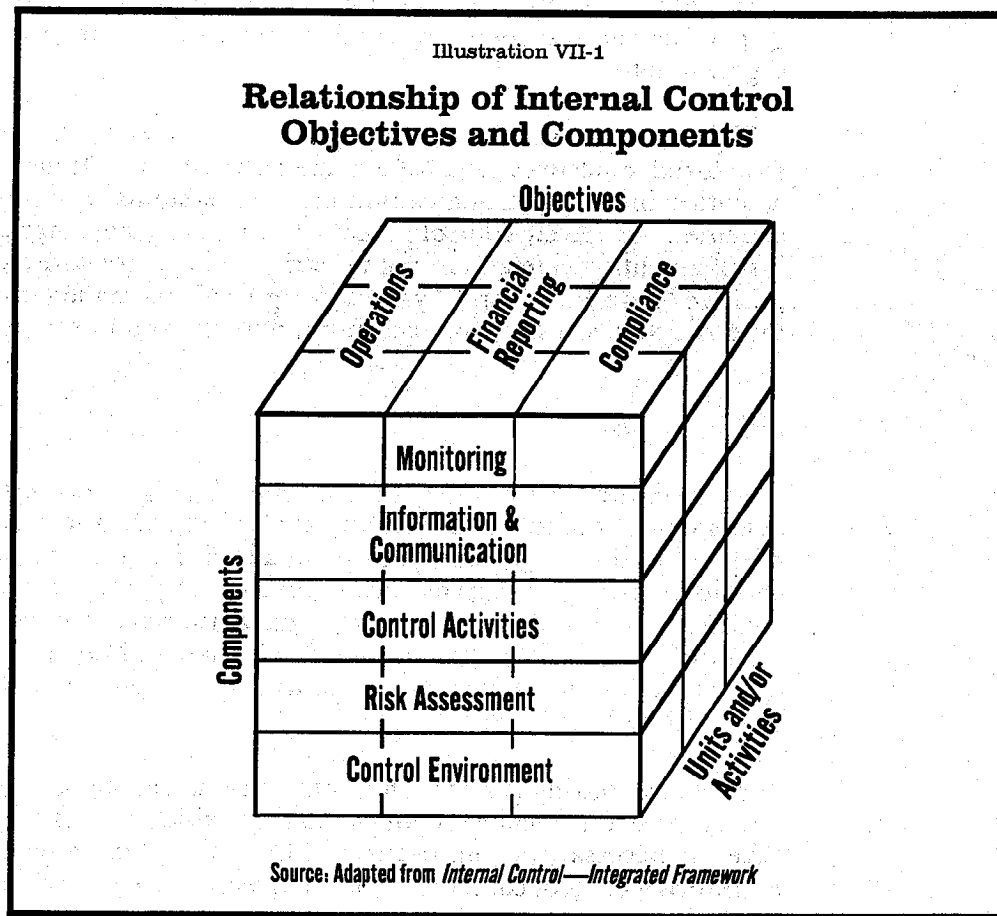 Illustration VII-1
Relationship of Internal Control
Objectives and Components
Objectives
Operations
Financial
Reporting
Compliance
Components
Monitoring
Information &
Communication
Control Activities
Risk Assessment
Control Environment
Units and/or
Activities
Source: Adapted from Internal Control—Integrated Framework